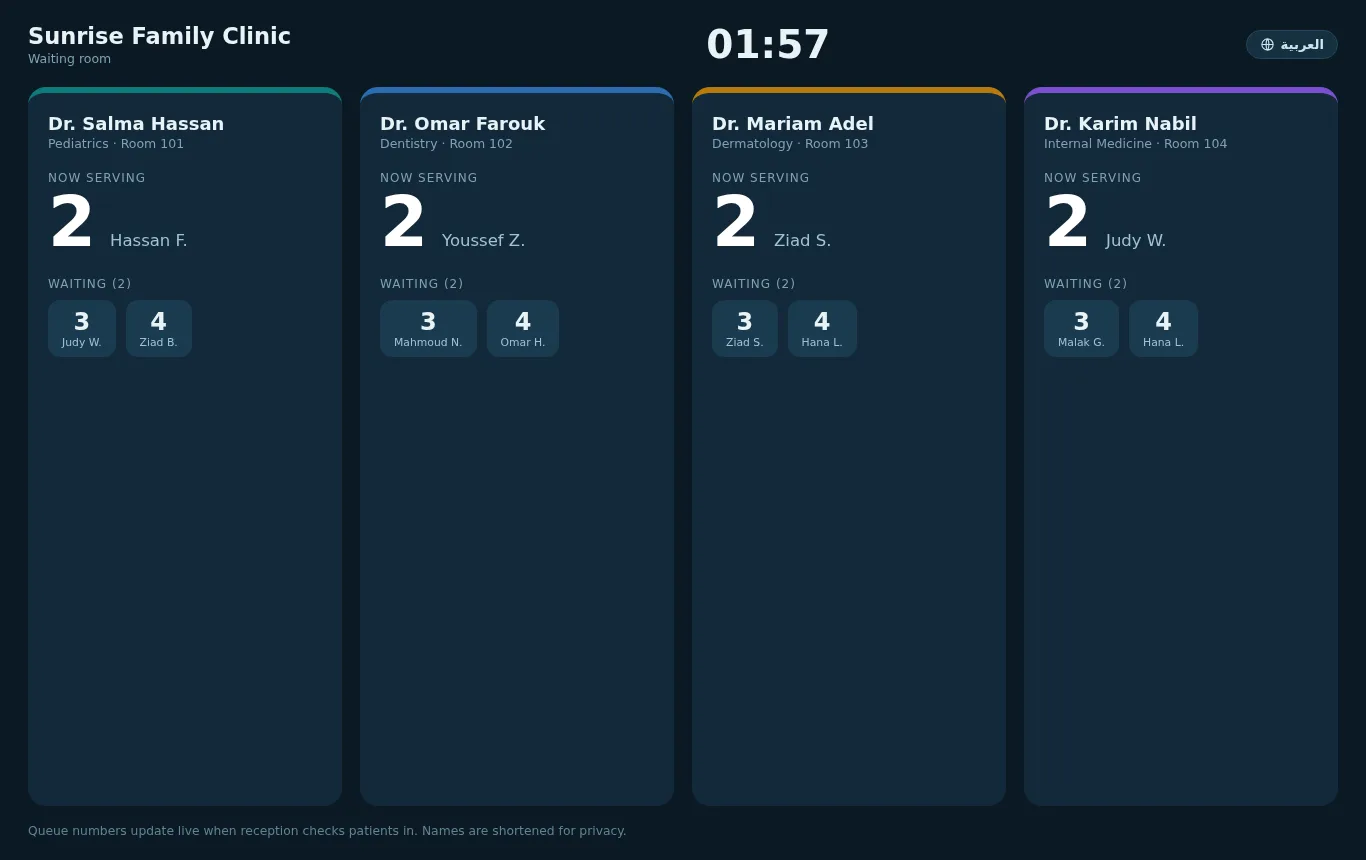 Sunrise Family Clinic
Waiting room
01:57
العربية
Dr. Salma Hassan
Pediatrics · Room 101
NOW SERVING
2 Hassan F.
WAITING (2)
3 4
Judy W. Ziad B.
Dr. Omar Farouk
Dentistry · Room 102
NOW SERVING
2 Youssef Z.
WAITING (2)
3 4
Mahmoud N. Omar H.
Dr. Mariam Adel
Dermatology · Room 103
NOW SERVING
2 Ziad S.
WAITING (2)
3 4
Ziad S. Hana L.
Dr. Karim Nabil
Internal Medicine · Room 104
NOW SERVING
2 Judy W.
WAITING (2)
3 4
Malak G. Hana L.
Queue numbers update live when reception checks patients in. Names are shortened for privacy.